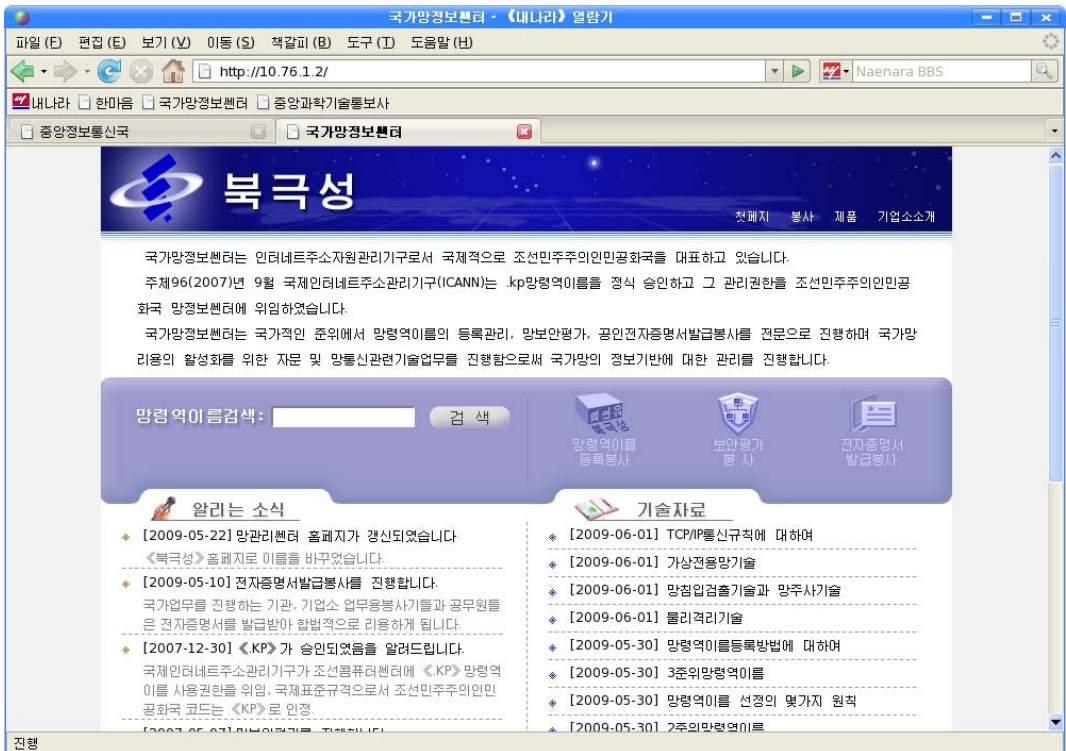 국가망정보쎈터 - 《내나라》 열람기
파일(F) 편집(E) 보기(V) 이동(S) 책갈피(B) 도구(T) 도움말(H)
http://10.76.1.2/
Naenara BBS
내나라 한마음 국가망정보쎈터 중앙과학기술통보사
중앙정보통신국 국가망정보쎈터
북극성
첫페지 봉사 제품 기업소소개
국가망정보쎈터는 인터네트주소자원관리기구로서 국제적으로 조선민주주의인민공화국을 대표하고 있습니다.
주체96(2007)년 9월 국제인터네트주소관리기구(ICANN)는 .kp망령역이름을 정식 승인하고 그 관리권한을 조선민주주의인민공
화국 망정보쎈터에 위임하였습니다.
국가망정보쎈터는 국가적인 준위에서 망령역이름의 등록관리, 망보안평가, 공인전자증명서발급봉사를 전문으로 진행하며 국가망
리용의 활성화를 위한 자문 및 망통신관련기술업무를 진행함으로써 국가망의 정보기반에 대한 관리를 진행합니다.
망령역이름검색:
검 색
북극성
망령역이름
등록봉사
보안평가
봉 사
전자증명서
발급봉사
알리는 소식
[2009-05-22] 망관리쎈터 홈페지가 갱신되였습니다
《북극성》홈페지로 이름을 바꾸었습니다.
[2009-05-10] 전자증명서발급봉사를 진행합니다.
국가업무를 진행하는 기관, 기업소 업무용봉사기들과 공무원들
은 전자증명서를 발급받아 합법적으로 리용하게 됩니다.
[2007-12-30] 《.KP》가 승인되였음을 알려드립니다.
국제인터네트주소관리기구가 조선콤퓨터쎈터에 《.KP》망령역
이름 사용권한을 위임, 국제표준규격으로서 조선민주주의인민
공화국 코드는 《KP》로 인정.
기술자료
[2009-06-01] TCP/IP통신규칙에 대하여
[2009-06-01] 가상전용망기술
[2009-06-01] 망침입검출기술과 망주사기술
[2009-06-01] 물리격리기술
[2009-05-30] 망령역이름등록방법에 대하여
[2009-05-30] 3준위망령역이름
[2009-05-30] 망령역이름 선정의 몇가지 원칙
[2009-05-30] 2준위망령역이름
진행